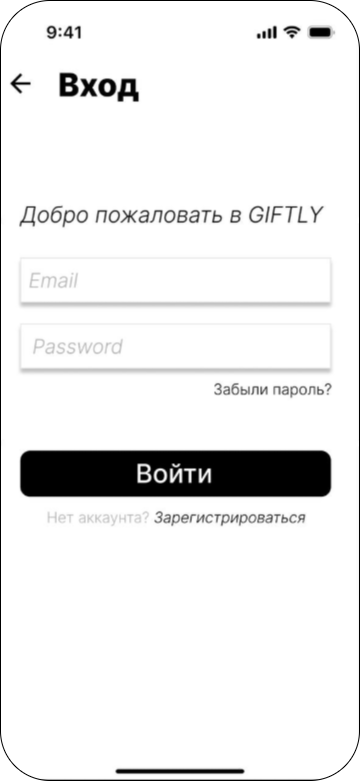 9:41
Вход
Добро пожаловать в GIFTLY
Email
Password
Забыли пароль?
Войти
Нет аккаунта? Зарегистрироваться